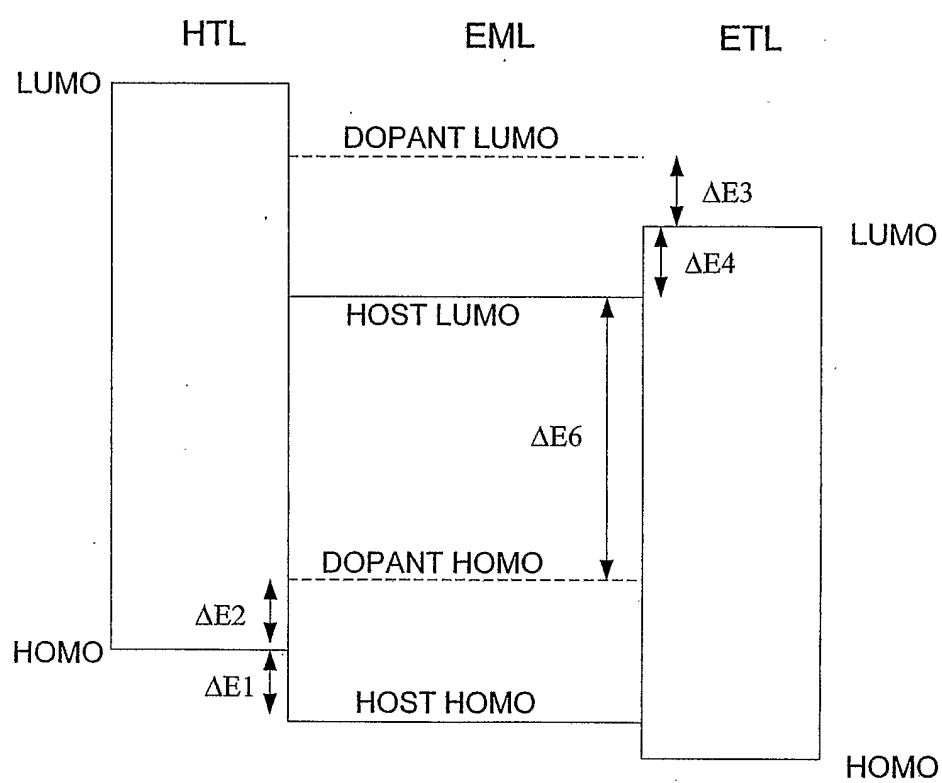 HTL EML ETL
LUMO
DOPANT LUMO
ΔE3
LUMO
ΔE4
HOST LUMO
ΔE6
DOPANT HOMO
ΔE2
HOMO
ΔE1
HOST HOMO
HOMO